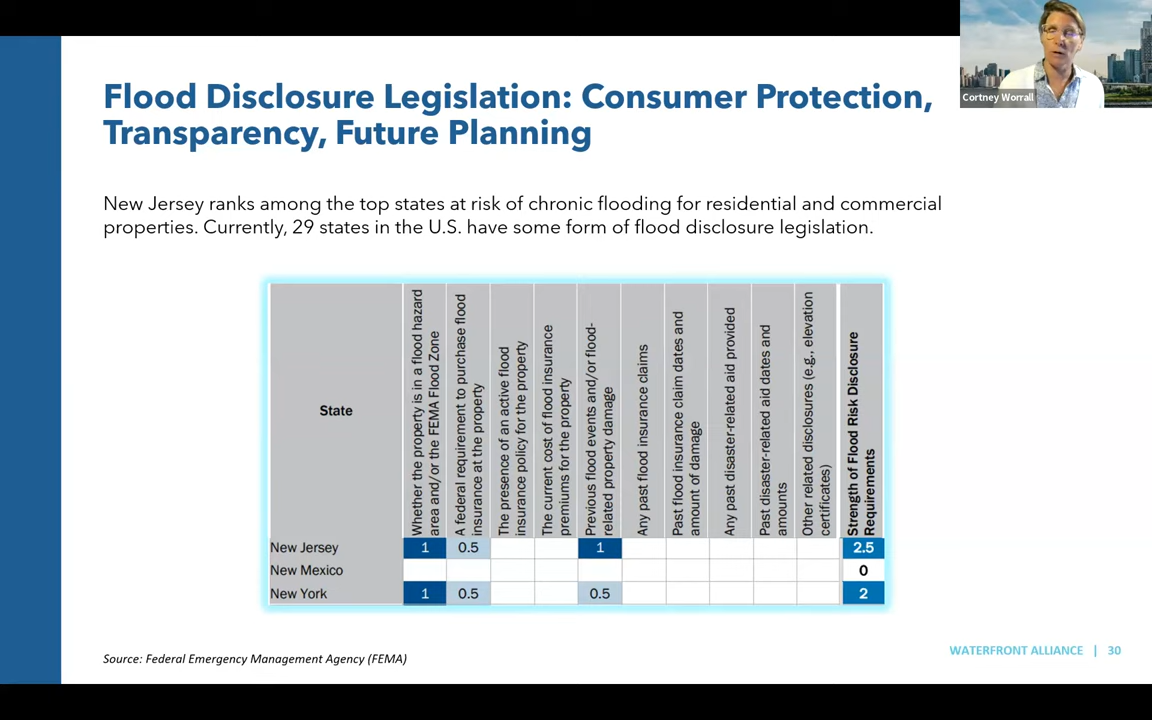 Cortney Worrall
Flood Disclosure Legislation: Consumer Protection,
Transparency, Future Planning
New Jersey ranks among the top states at risk of chronic flooding for residential and commercial
properties. Currently, 29 states in the U.S. have some form of flood disclosure legislation.
State
Whether the property is in a flood hazard
area and/or the FEMA Flood Zone
A federal requirement to purchase flood
insurance at the property
The presence of an active flood
insurance policy for the property
The current cost of flood insurance
premiums for the property
Previous flood events and/or flood-
related property damage
Any past flood insurance claims
Past flood insurance claim dates and
amount of damage
Any past disaster-related aid provided
Past disaster-related aid dates and
amounts
Other related disclosures (e.g., elevation
certificates)
Strength of Flood Risk Disclosure
Requirements
New Jersey 1 0.5 1 2.5
New Mexico 0
New York 1 0.5 0.5 2
Source: Federal Emergency Management Agency (FEMA)
WATERFRONT ALLIANCE | 30